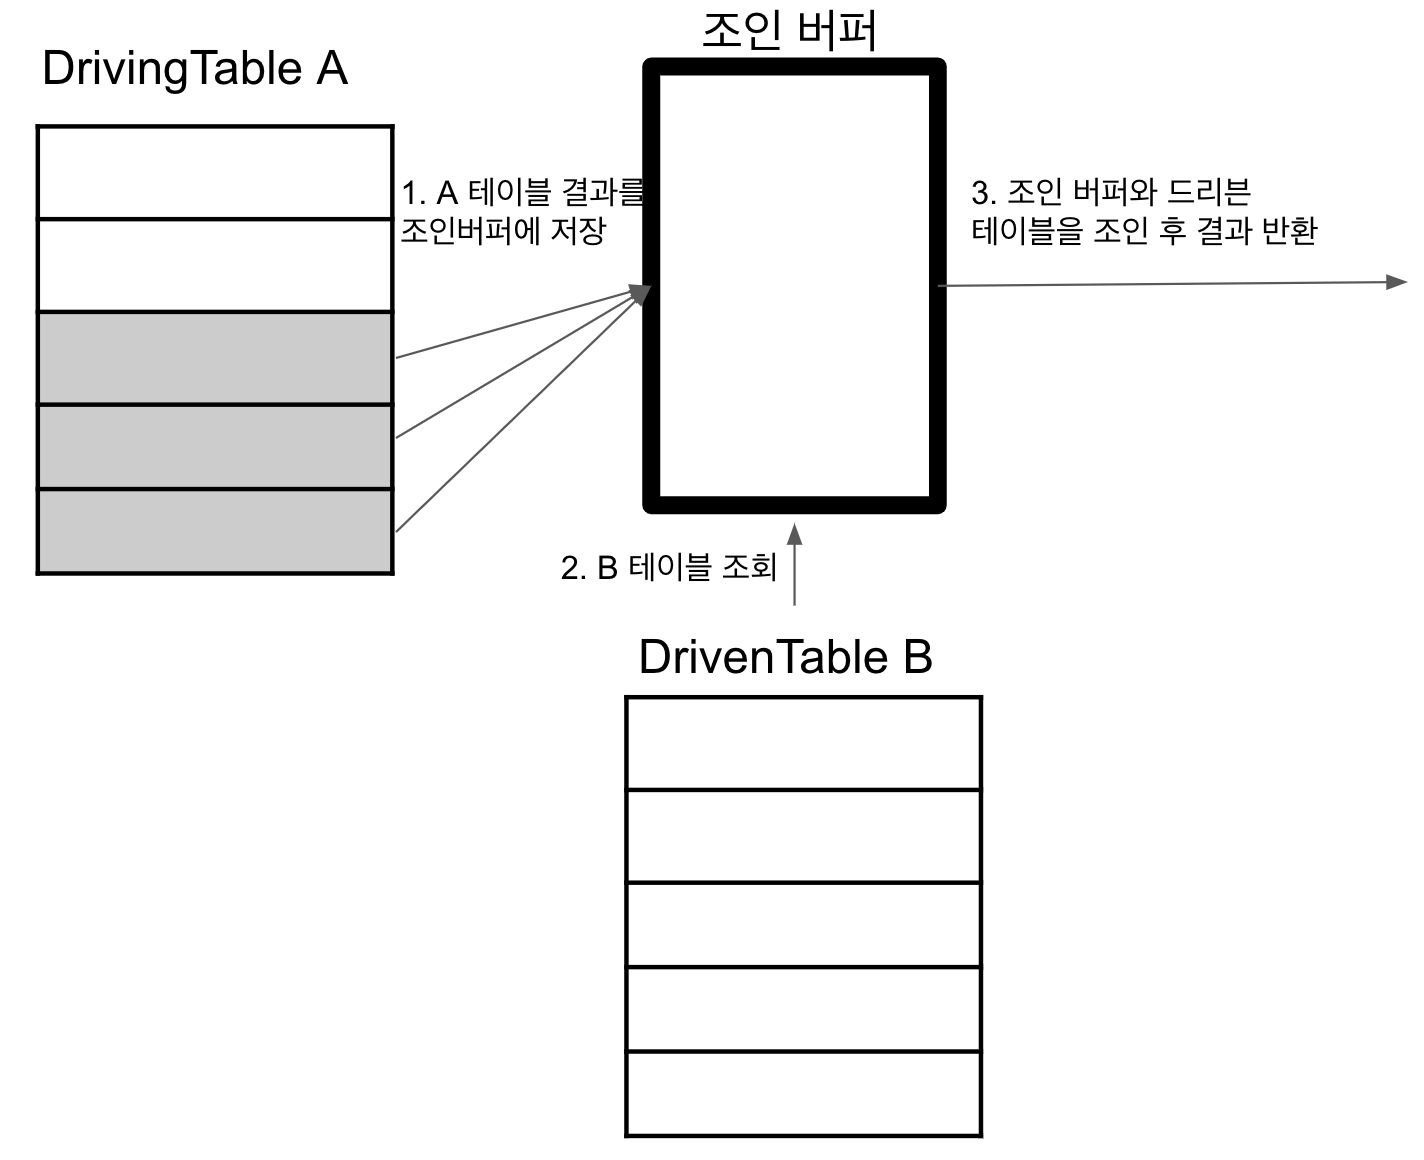 조인 버퍼
DrivingTable A
1. A 테이블 결과를
조인버퍼에 저장
3. 조인 버퍼와 드리븐
테이블을 조인 후 결과 반환
2. B 테이블 조회
DrivenTable B